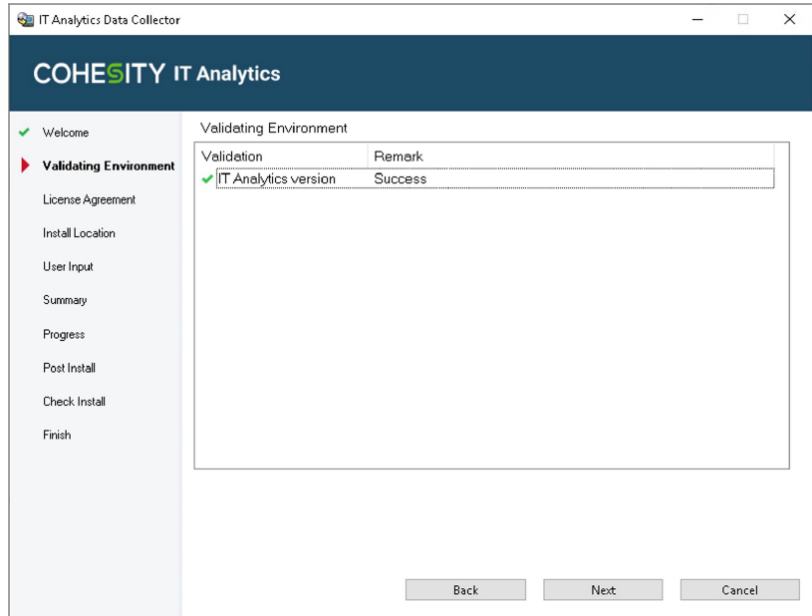 IT Analytics Data Collector
COHESITY IT Analytics
Welcome
Validating Environment
License Agreement
Install Location
User Input
Summary
Progress
Post Install
Check Install
Finish
Validating Environment
Validation Remark
IT Analytics version Success
Back Next Cancel